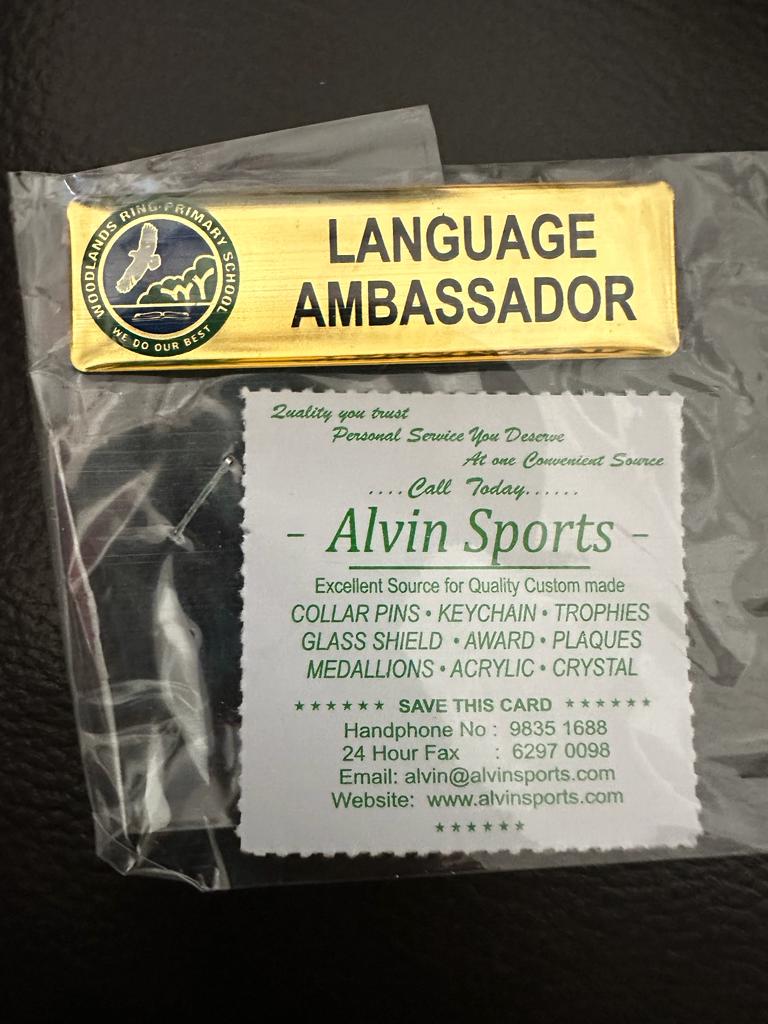 WOODLANDS RING PRIMARY SCHOOL
WE DO OUR BEST
LANGUAGE
AMBASSADOR
Quality you trust
Personal Service You Deserve
At one Convenient Source
....Call Today......
- Alvin Sports -
Excellent Source for Quality Custom made
COLLAR PINS • KEYCHAIN • TROPHIES
GLASS SHIELD • AWARD • PLAQUES
MEDALLIONS • ACRYLIC • CRYSTAL
★★★★★★ SAVE THIS CARD ★★★★★★
Handphone No : 9835 1688
24 Hour Fax : 6297 0098
Email: alvin@alvinsports.com
Website: www.alvinsports.com
★★★★★★